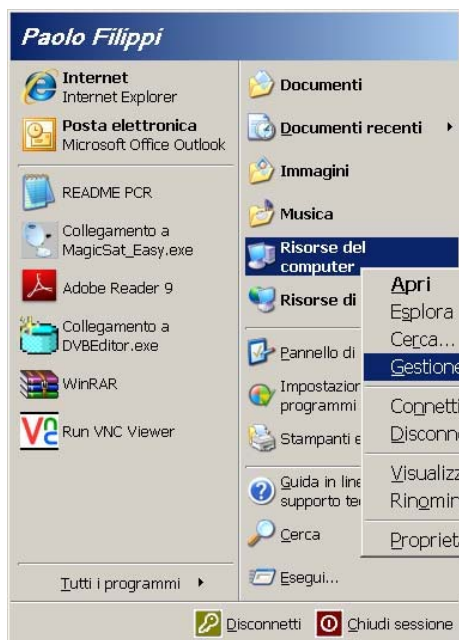 Paolo Filippi
Internet
Internet Explorer
Posta elettronica
Microsoft Office Outlook
README PCR
Collegamento a
MagicSat_Easy.exe
Adobe Reader 9
Collegamento a
DVBEditor.exe
WinRAR
Run VNC Viewer
Tutti i programmi
Documenti
Documenti recenti
Immagini
Musica
Risorse del
computer
Risorse di
Pannello di
Impostazion
programmi
Stampanti e
Guida in line
supporto te
Cerca
Esegui...
Apri
Esplora
Cerca...
Gestione
Connetti
Disconn
Visualizz
Rinomin
Propriet
Disconnetti
Chiudi sessione